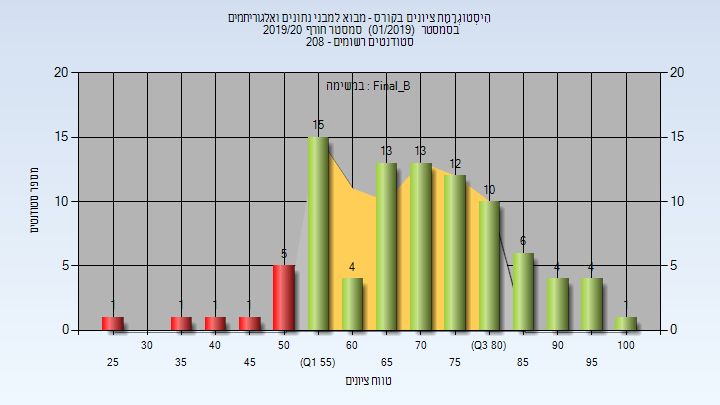 היסטוגרמת ציונים בקורס - מבוא למבני נתונים ואלגוריתמים
בסמסטר (01/2019) סמסטר חורף 2019/20
סטודנטים רשומים - 208
במשימה : Final_B
20 20
15 15
10 10
5 5
0 0
מספר סטודנטים
1 1 1 1 5 15 4 13 13 12 10 6 4 4 1
30 40 50 60 70 (Q3 80) 90 100
25 35 45 (Q1 55) 65 75 85 95
טווח ציונים